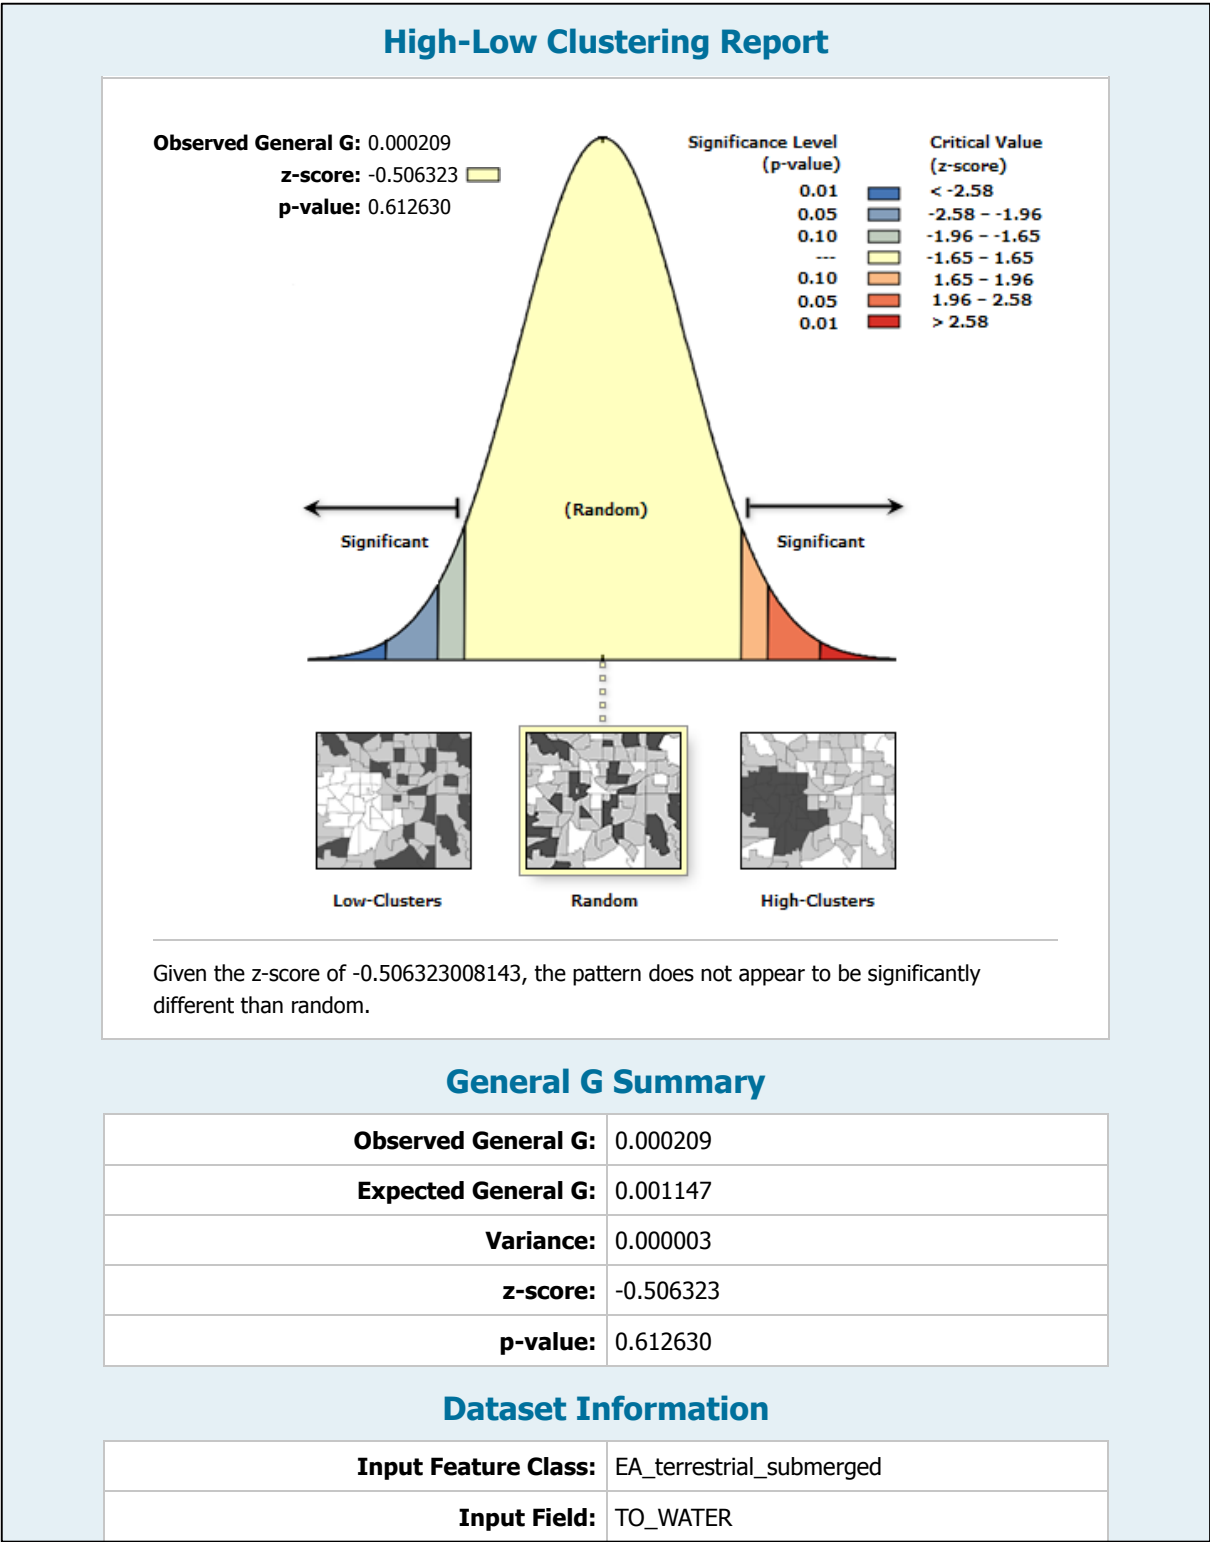 High-Low Clustering Report
Observed General G: 0.000209
z-score: -0.506323
p-value: 0.612630
Significance Level
(p-value)
Critical Value
(z-score)
0.01 < -2.58
0.05 -2.58 – -1.96
0.10 -1.96 – -1.65
--- -1.65 – 1.65
0.10 1.65 – 1.96
0.05 1.96 – 2.58
0.01 > 2.58
(Random)
Significant
Significant
Low-Clusters
Random
High-Clusters
Given the z-score of -0.506323008143, the pattern does not appear to be significantly
different than random.
General G Summary
Observed General G: 0.000209
Expected General G: 0.001147
Variance: 0.000003
z-score: -0.506323
p-value: 0.612630
Dataset Information
Input Feature Class: EA_terrestrial_submerged
Input Field: TO_WATER